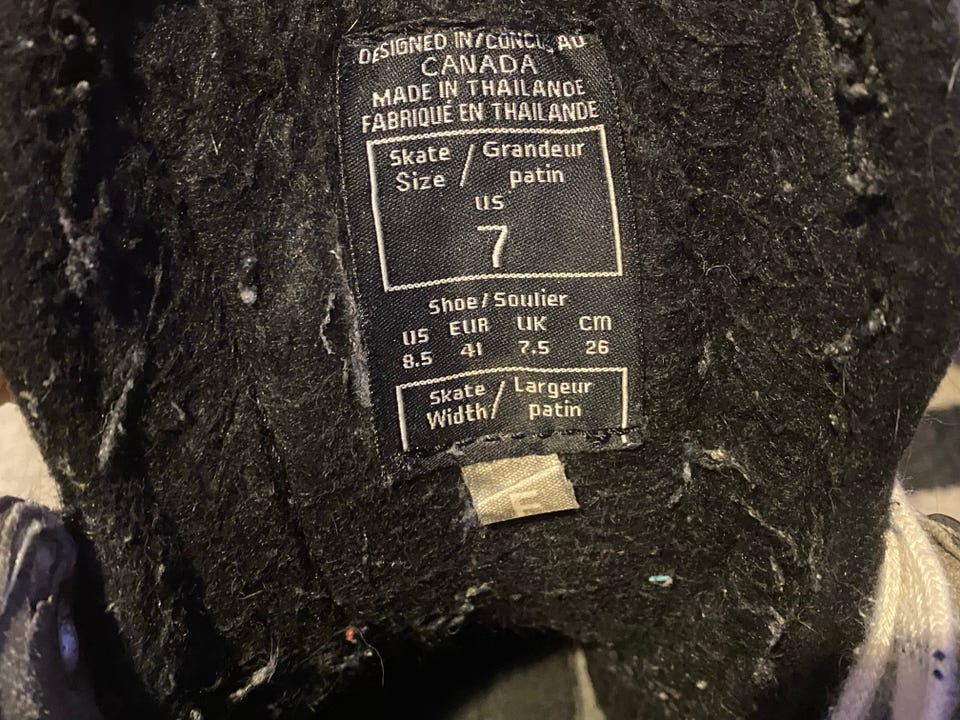 DESIGNED IN/CONCU AU
CANADA
MADE IN THAILANDE
FABRIQUÉ EN THAILANDE
Skate / Grandeur
Size / patin
US
7
Shoe / Soulier
US EUR UK CM
8.5 41 7.5 26
Skate / Largeur
Width / patin
E